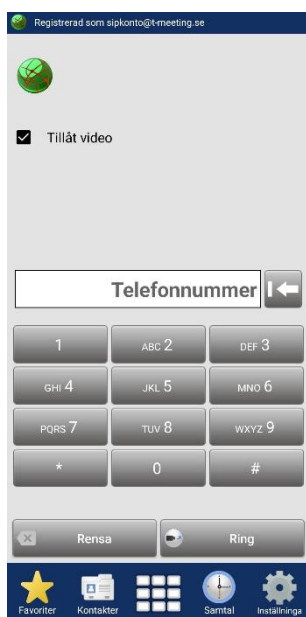 Registrerad som sipkonto@t-meeting.se
Tillåt video
Telefonnummer
1 ABC 2 DEF 3
GHI 4 JKL 5 MNO 6
PQRS 7 TUV 8 WXYZ 9
* 0 #
Rensa Ring
Favoriter Kontakter Samtal Inställninga